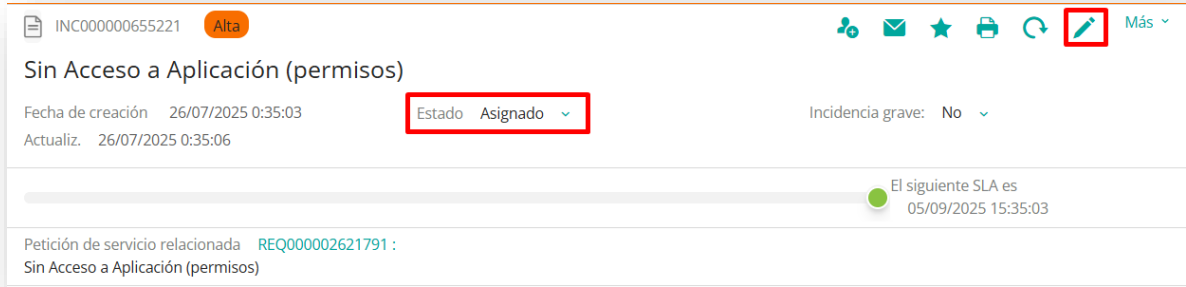 INC000000655221 Alta Más
Sin Acceso a Aplicación (permisos)
Fecha de creación 26/07/2025 0:35:03 Estado Asignado Incidencia grave: No
Actualiz. 26/07/2025 0:35:06
El siguiente SLA es
05/09/2025 15:35:03
Petición de servicio relacionada REQ000002621791 :
Sin Acceso a Aplicación (permisos)